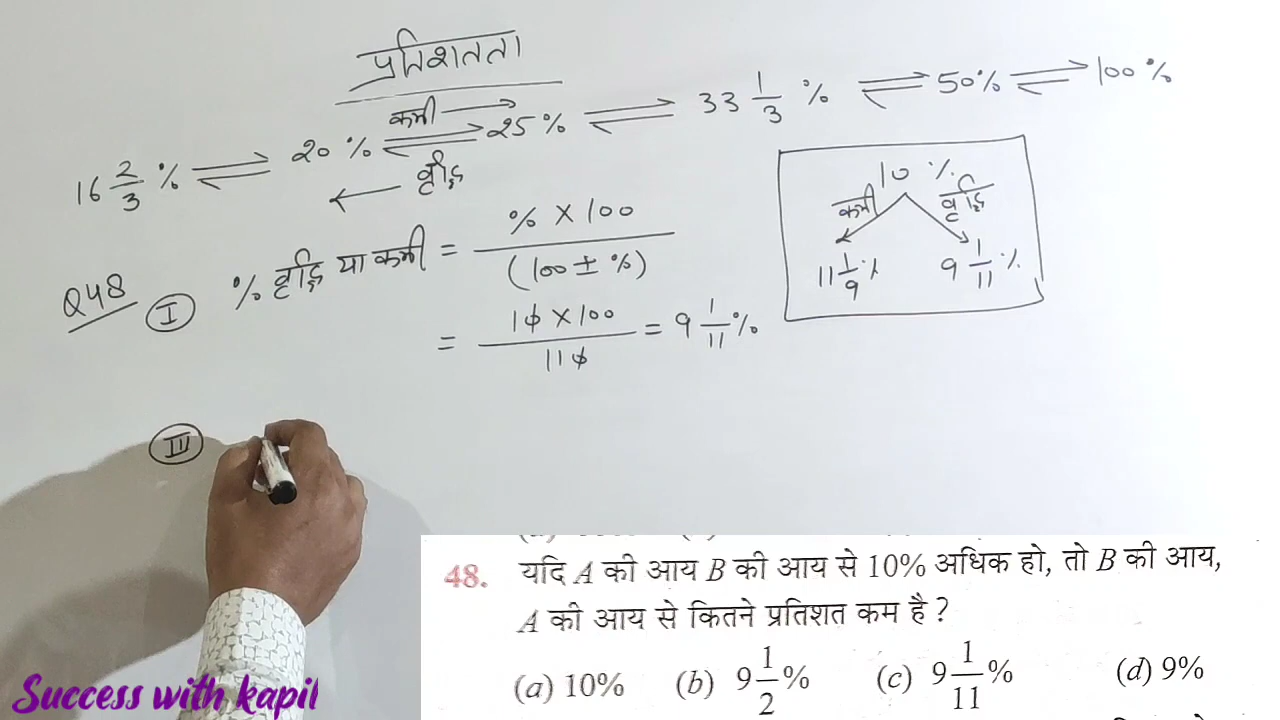 प्रतिशतता
16 2/3 % ⇌ 20 % ⇌ 25 % ⇌ 33 1/3 % ⇌ 50% ⇌ 100 %
कमी →
← वृद्धि
10 %
कमी वृद्धि
11 1/9 % 9 1/11 %
Q48 I % वृद्धि या कमी = % × 100 / (100 ± %)
= 10 × 100 / 110 = 9 1/11 %
III
48. यदि A की आय B की आय से 10% अधिक हो, तो B की आय,
A की आय से कितने प्रतिशत कम है ?
(a) 10% (b) 9 1/2 % (c) 9 1/11 % (d) 9%
Success with kapil